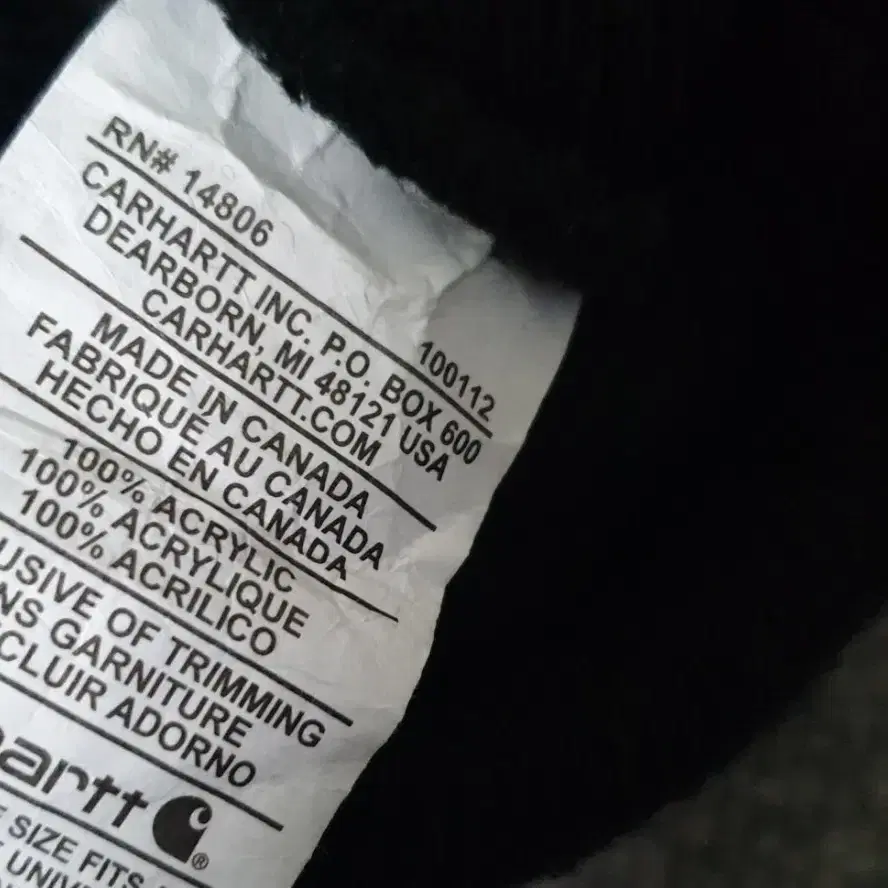 RN# 14806
100112
CARHARTT INC. P.O. BOX 600
DEARBORN, MI 48121 USA
CARHARTT.COM
MADE IN CANADA
FABRIQUÉ AU CANADA
HECHO EN CANADA
100% ACRYLIC
100% ACRYLIQUE
100% ACRILICO
USIVE OF TRIMMING
NS GARNITURE
CLUIR ADORNO
artt
SIZE FITS
UNIV